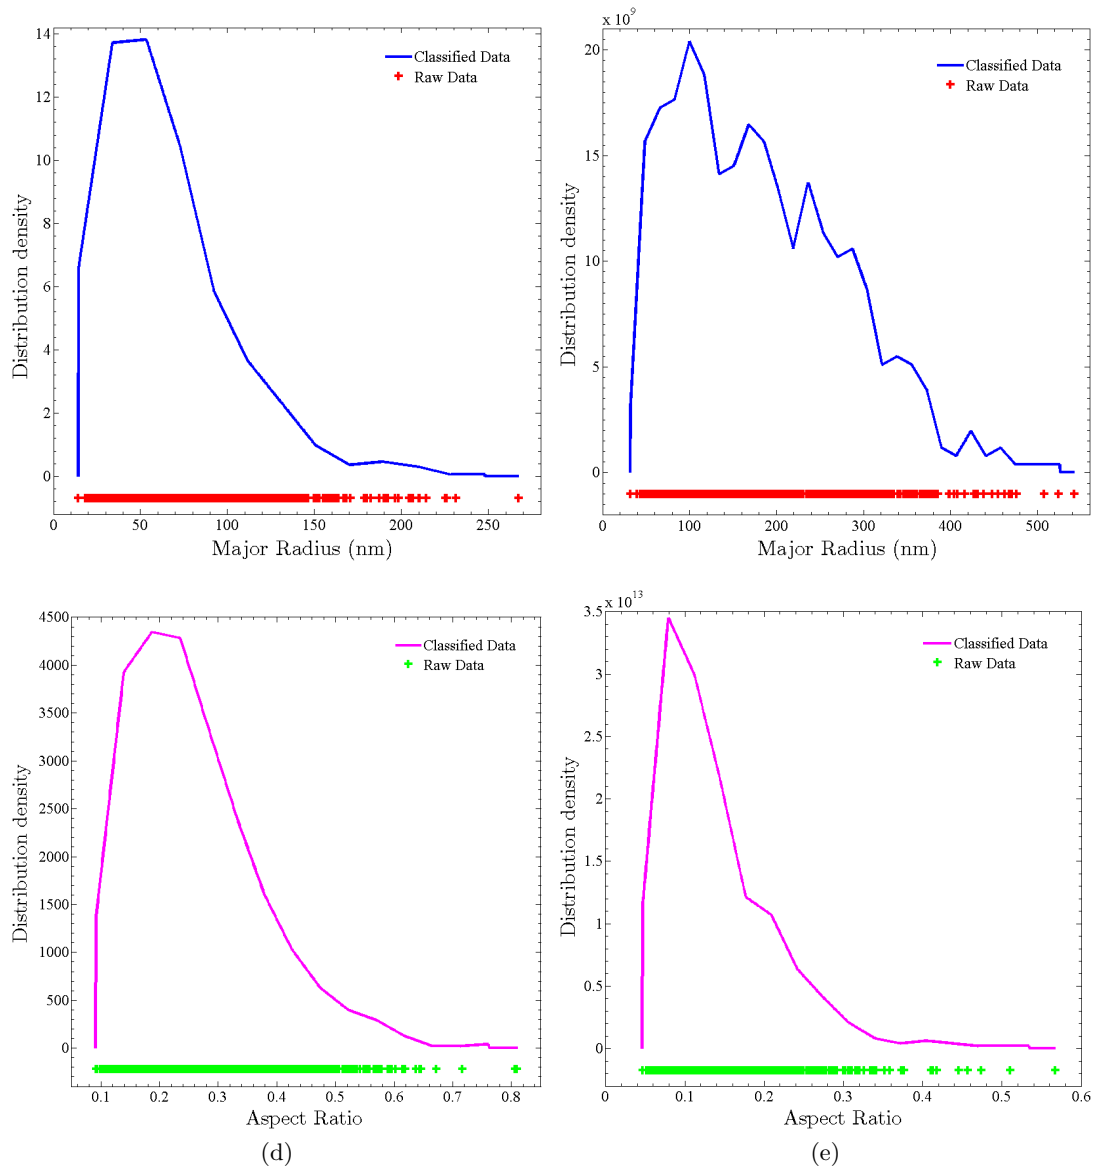 14
12
10
8
6
4
2
0
0 50 100 150 200 250
Distribution density
Major Radius (nm)
Classified Data
Raw Data
x 10^9
20
15
10
5
0
0 100 200 300 400 500
Distribution density
Major Radius (nm)
Classified Data
Raw Data
4500
4000
3500
3000
2500
2000
1500
1000
500
0
0.1 0.2 0.3 0.4 0.5 0.6 0.7 0.8
Distribution density
Aspect Ratio
Classified Data
Raw Data
(d)
x 10^13
3.5
3
2.5
2
1.5
1
0.5
0
0 0.1 0.2 0.3 0.4 0.5 0.6
Distribution density
Aspect Ratio
Classified Data
Raw Data
(e)